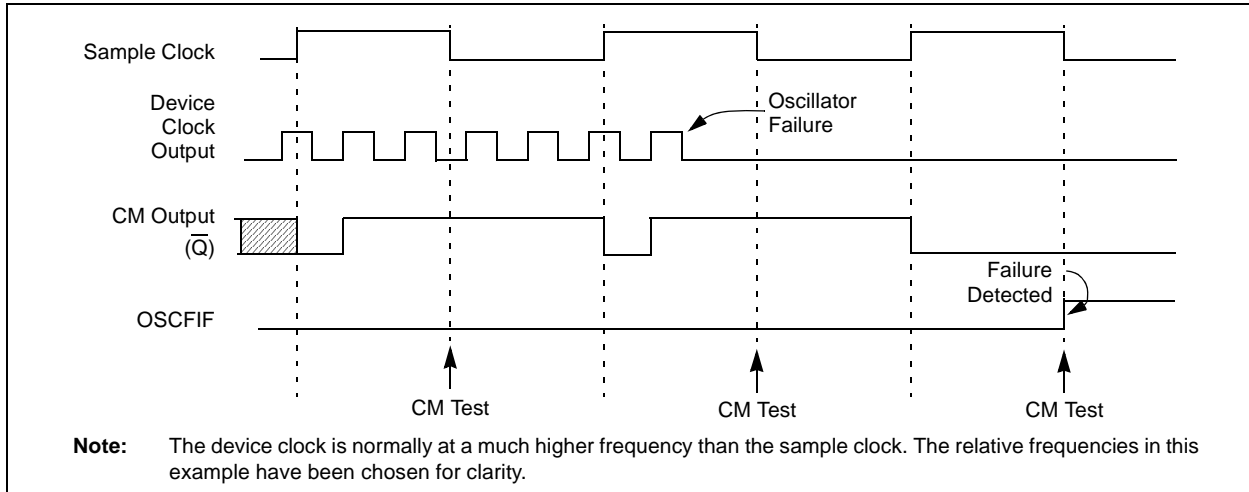 Sample Clock
Device
Clock
Output
Oscillator
Failure
CM Output
(Q̅)
Failure
Detected
OSCFIF
CM Test
CM Test
CM Test
Note: The device clock is normally at a much higher frequency than the sample clock. The relative frequencies in this
example have been chosen for clarity.